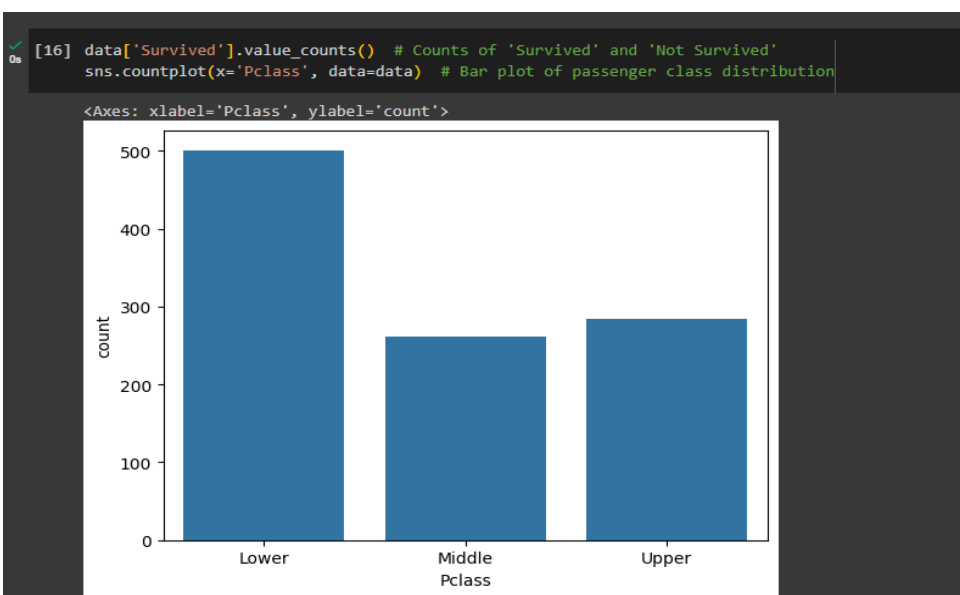 [16] data['Survived'].value_counts()  # Counts of 'Survived' and 'Not Survived'
0s
sns.countplot(x='Pclass', data=data)  # Bar plot of passenger class distribution
<Axes: xlabel='Pclass', ylabel='count'>
500
400
300
200
100
0
count
Lower Middle Upper
Pclass